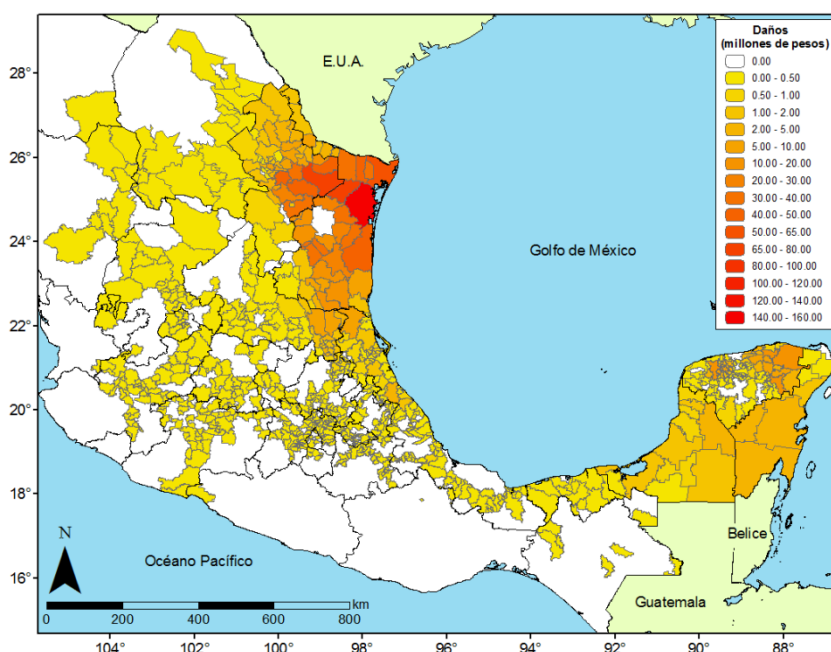 Daños
(millones de pesos)
0.00
0.00 - 0.50
0.50 - 1.00
1.00 - 2.00
2.00 - 5.00
5.00 - 10.00
10.00 - 20.00
20.00 - 30.00
30.00 - 40.00
40.00 - 50.00
50.00 - 65.00
65.00 - 80.00
80.00 - 100.00
100.00 - 120.00
120.00 - 140.00
140.00 - 160.00
E.U.A.
28°
26°
24°
22°
20°
18°
16°
Golfo de México
Belice
Guatemala
Océano Pacífico
N
km
0 200 400 600 800
104° 102° 100° 98° 96° 94° 92° 90° 88°